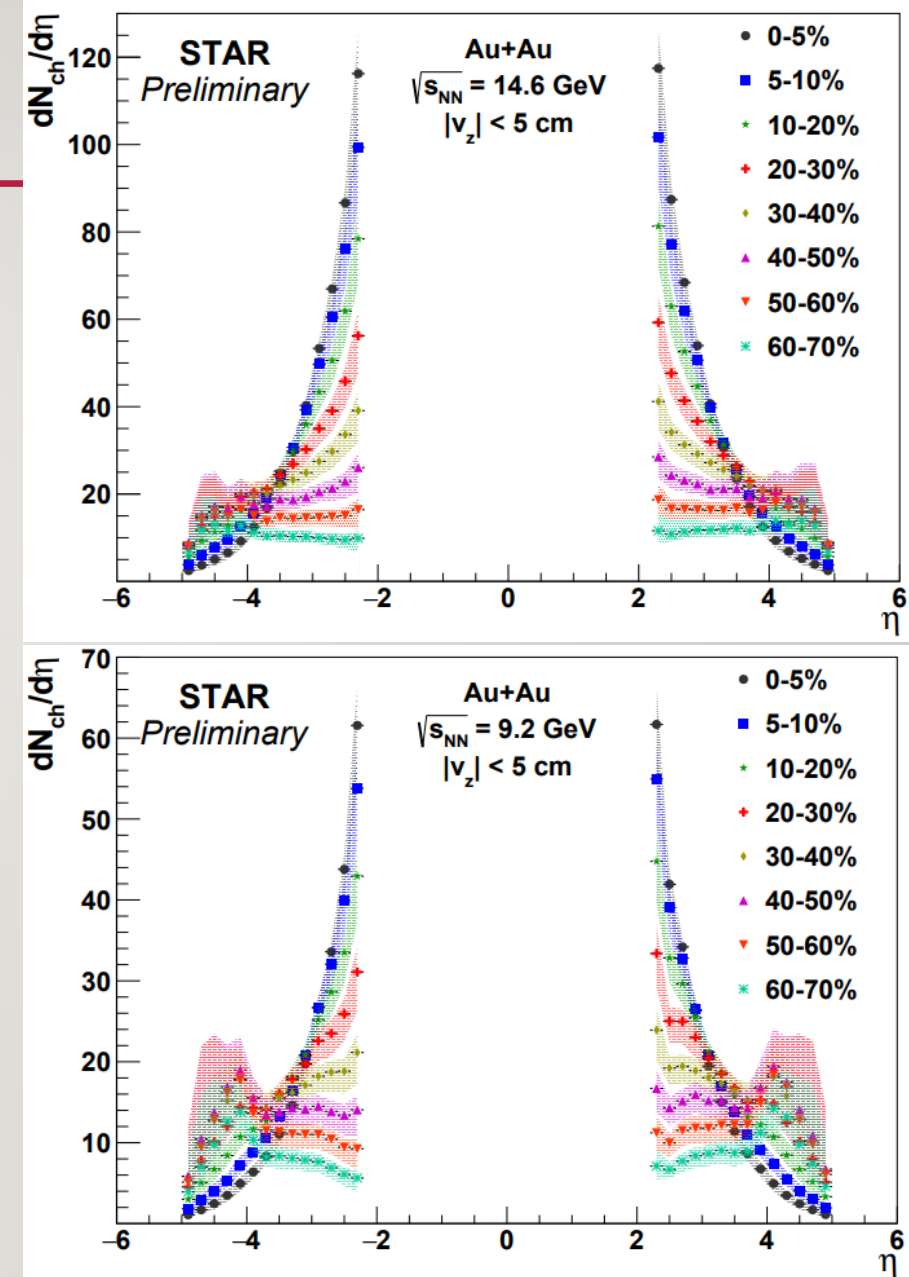 dN_ch/dη
STAR
Preliminary
Au+Au
√s_NN = 14.6 GeV
|v_z| < 5 cm
0-5%
5-10%
10-20%
20-30%
30-40%
40-50%
50-60%
60-70%
120
100
80
60
40
20
−6 −4 −2 0 2 4 6
η
dN_ch/dη
STAR
Preliminary
Au+Au
√s_NN = 9.2 GeV
|v_z| < 5 cm
0-5%
5-10%
10-20%
20-30%
30-40%
40-50%
50-60%
60-70%
70
60
50
40
30
20
10
−6 −4 −2 0 2 4 6
η